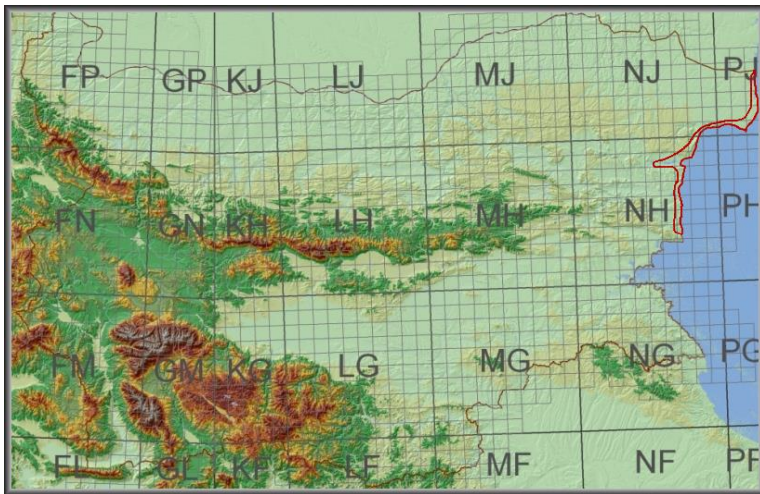 FP GP KJ LJ MJ NJ PJ
FN GN KH LH MH NH PH
FM GM KG LG MG NG PG
FL GL KF LF MF NF PF